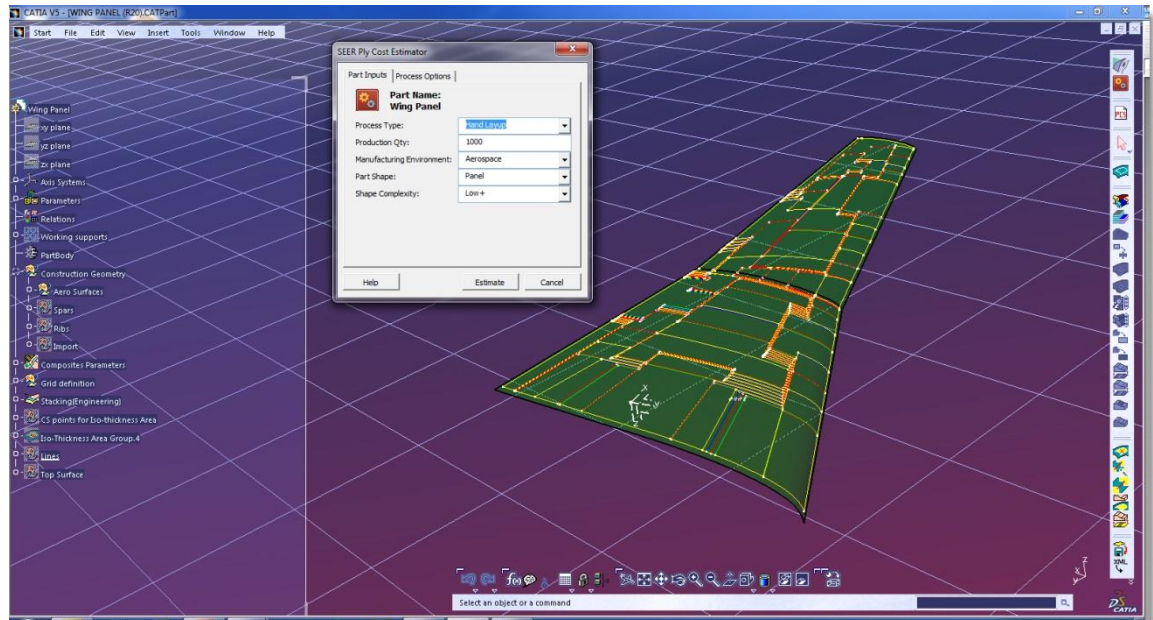 CATIA V5 - [WING PANEL (R20).CATPart]
Start File Edit View Insert Tools Window Help
SEER Ply Cost Estimator
Part Inputs Process Options
Part Name:
Wing Panel
Process Type: Hand Layup
Production Qty: 1000
Manufacturing Environment: Aerospace
Part Shape: Panel
Shape Complexity: Low+
Help Estimate Cancel
Wing Panel
xy plane
yz plane
zx plane
Axis Systems
Parameters
Relations
Working supports
PartBody
Construction Geometry
Aero Surfaces
Spars
Ribs
Import
Composites Parameters
Grid definition
Stacking(Engineering)
CS points for Iso-thickness Area
Iso-Thickness Area Group.4
Lines
Top Surface
XML
z
x
y
Select an object or a command
CATIA